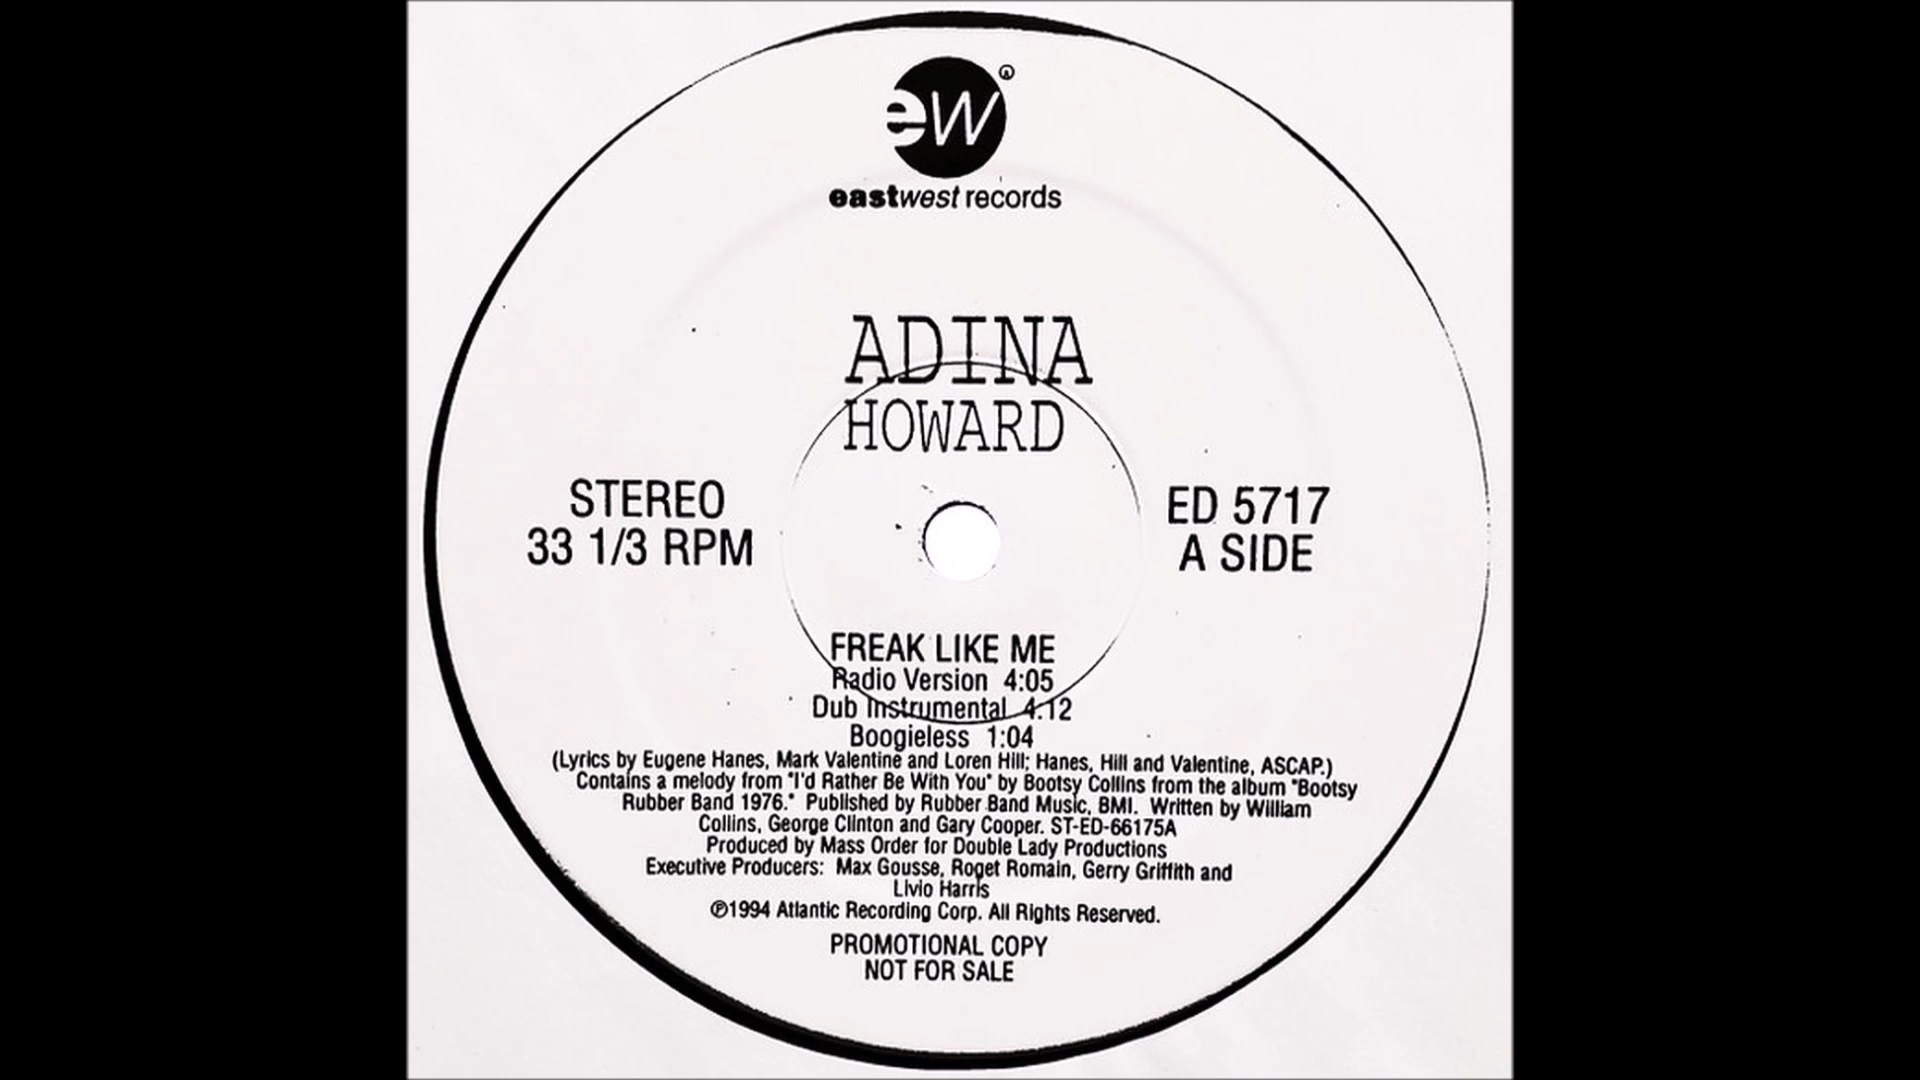 ew®
eastwest records
ADINA
HOWARD
STEREO
33 1/3 RPM
ED 5717
A SIDE
FREAK LIKE ME
Radio Version 4:05
Dub Instrumental 4:12
Boogieless 1:04
(Lyrics by Eugene Hanes, Mark Valentine and Loren Hill; Hanes, Hill and Valentine, ASCAP.)
Contains a melody from "I'd Rather Be With You" by Bootsy Collins from the album "Bootsy
Rubber Band 1976." Published by Rubber Band Music, BMI. Written by William
Collins, George Clinton and Gary Cooper. ST-ED-66175A
Produced by Mass Order for Double Lady Productions
Executive Producers: Max Gousse, Roget Romain, Gerry Griffith and
Livio Harris
℗1994 Atlantic Recording Corp. All Rights Reserved.
PROMOTIONAL COPY
NOT FOR SALE